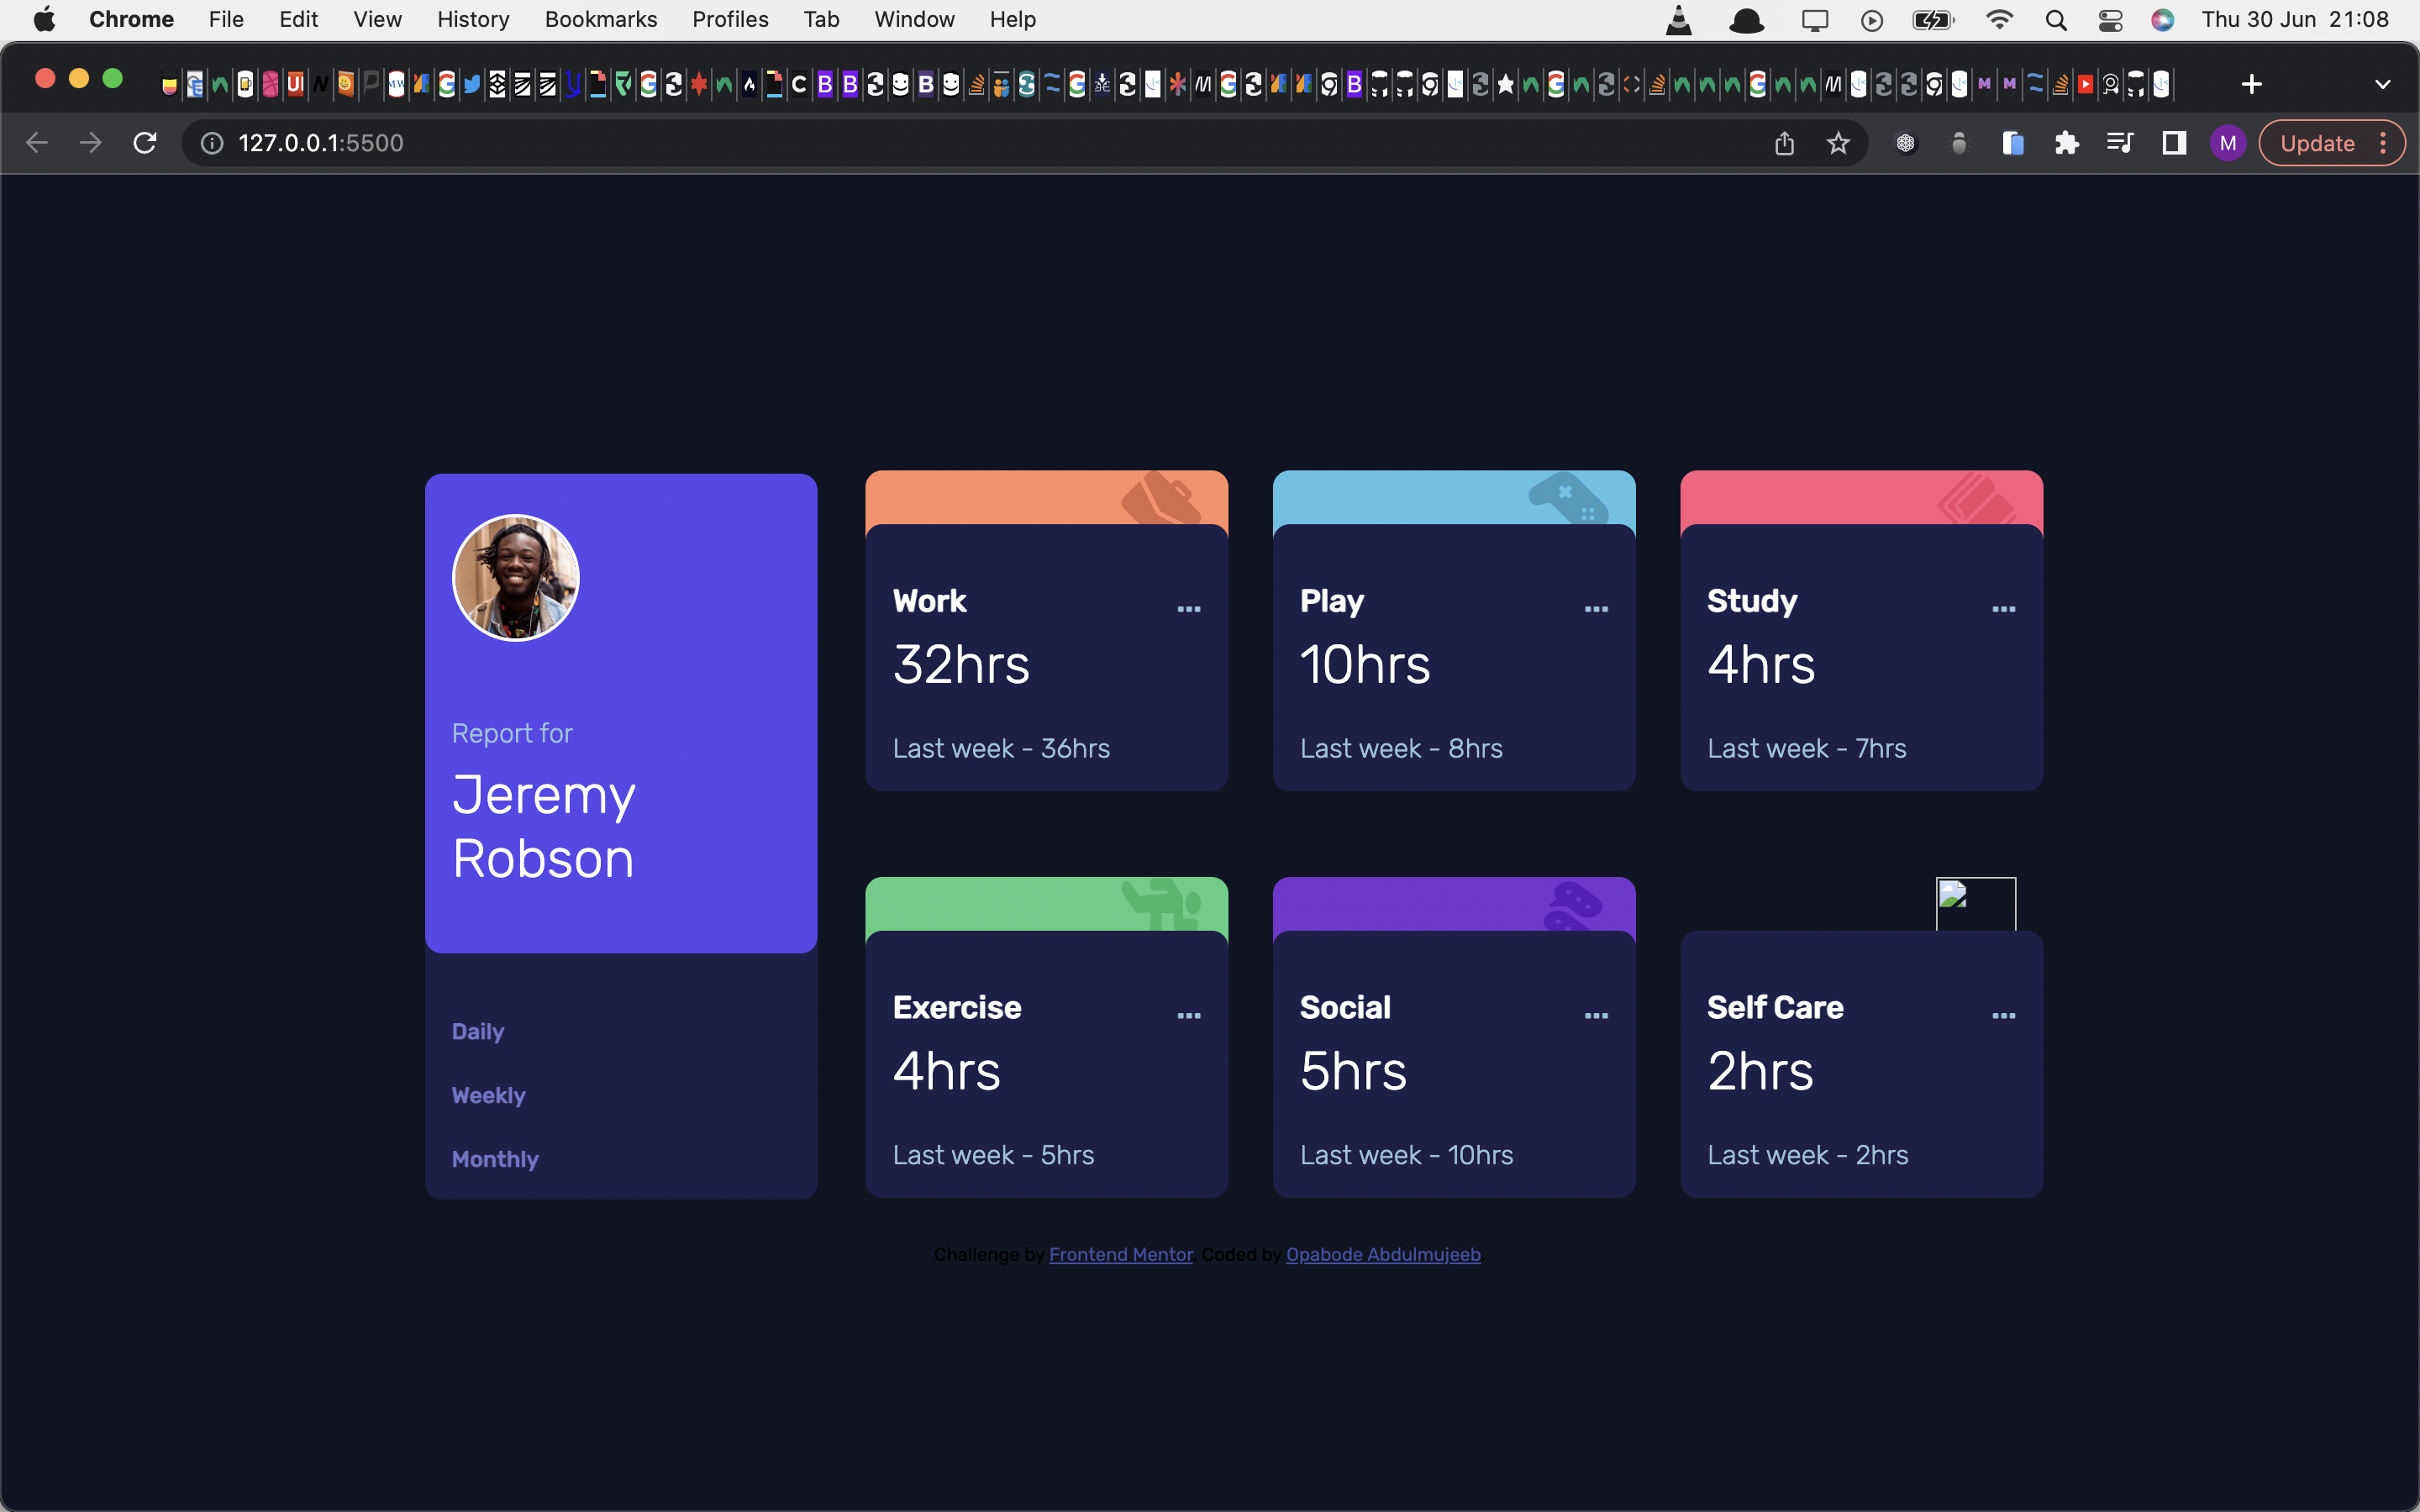 Chrome File Edit View History Bookmarks Profiles Tab Window Help Thu 30 Jun 21:08
127.0.0.1:5500 M Update
Report for
Jeremy
Robson
Daily
Weekly
Monthly
Work
32hrs
Last week - 36hrs
Play
10hrs
Last week - 8hrs
Study
4hrs
Last week - 7hrs
Exercise
4hrs
Last week - 5hrs
Social
5hrs
Last week - 10hrs
Self Care
2hrs
Last week - 2hrs
Challenge by Frontend Mentor. Coded by Opabode Abdulmujeeb.